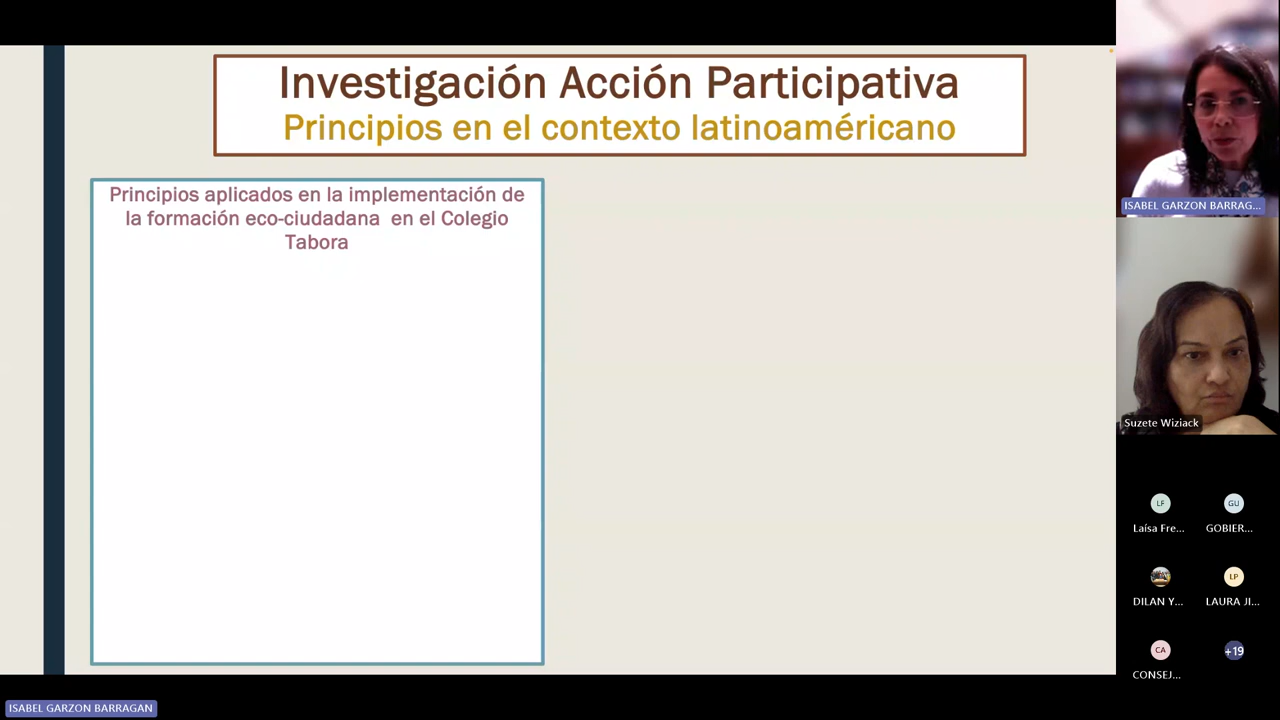 Investigación Acción Participativa
Principios en el contexto latinoaméricano
Principios aplicados en la implementación de
la formación eco-ciudadana en el Colegio
Tabora
ISABEL GARZON BARRAG...
Suzete Wiziack
LF
GU
Laísa Fre...
GOBIER...
LP
DILAN Y...
LAURA JI...
CA
+19
CONSEJ...
ISABEL GARZON BARRAGAN